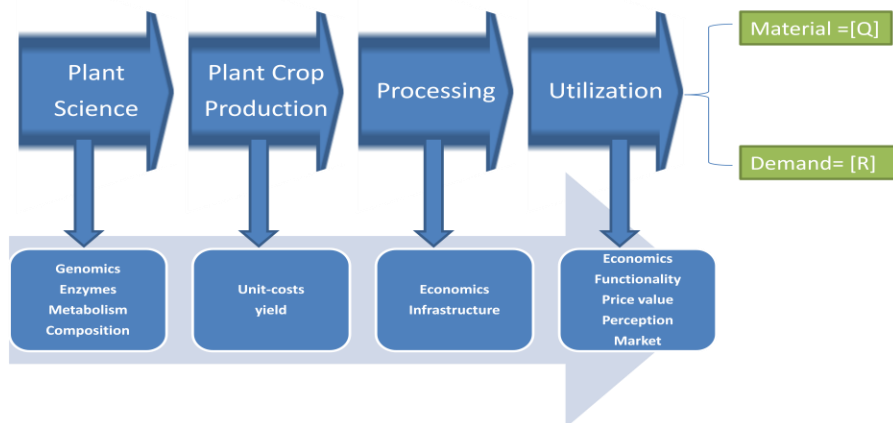 Plant
Science
Plant Crop
Production
Processing
Utilization
Material =[Q]
Demand= [R]
Genomics
Enzymes
Metabolism
Composition
Unit-costs
yield
Economics
Infrastructure
Economics
Functionality
Price value
Perception
Market